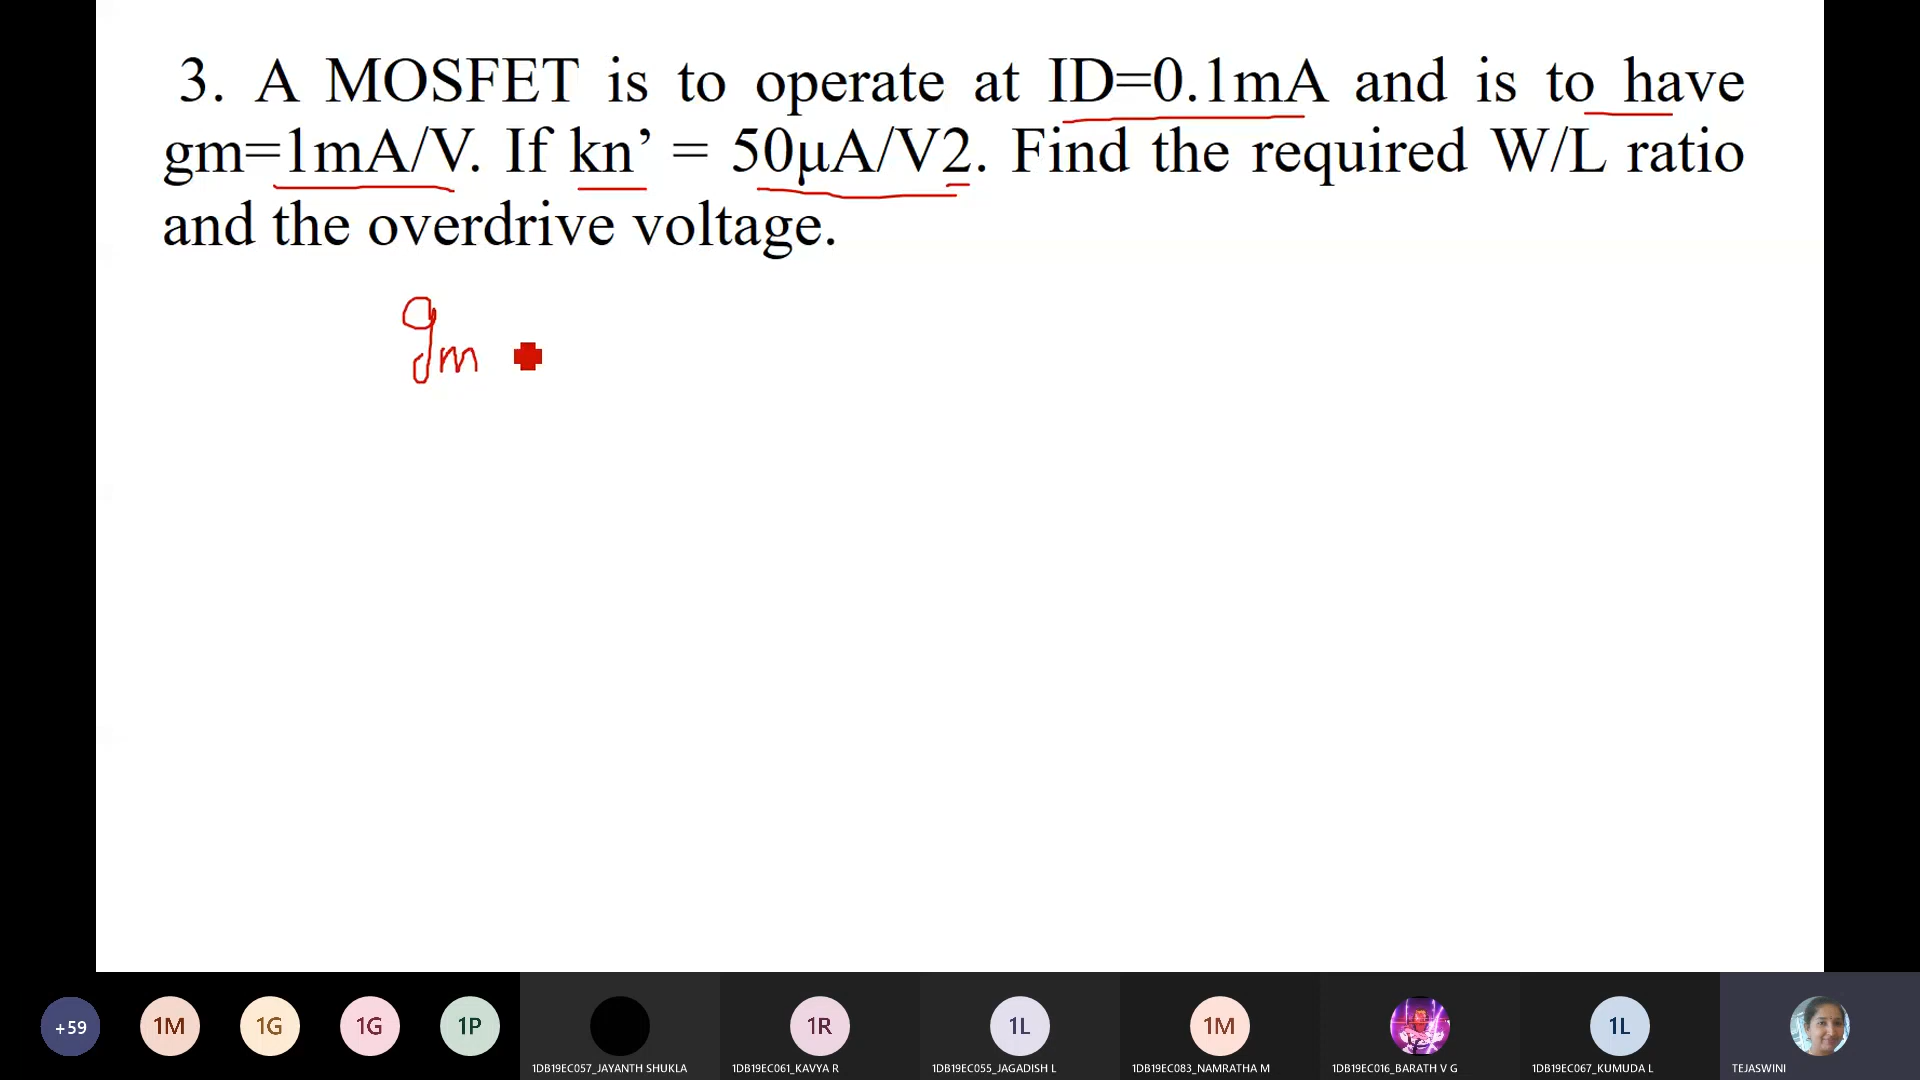 3. A MOSFET is to operate at ID=0.1mA and is to have
gm=1mA/V. If kn’ = 50μA/V2. Find the required W/L ratio
and the overdrive voltage.
gm
+59
1M
1G
1G
1P
1R
1L
1M
1L
1DB19EC057_JAYANTH SHUKLA
1DB19EC061_KAVYA R
1DB19EC055_JAGADISH L
1DB19EC083_NAMRATHA M
1DB19EC016_BARATH V G
1DB19EC067_KUMUDA L
TEJASWINI